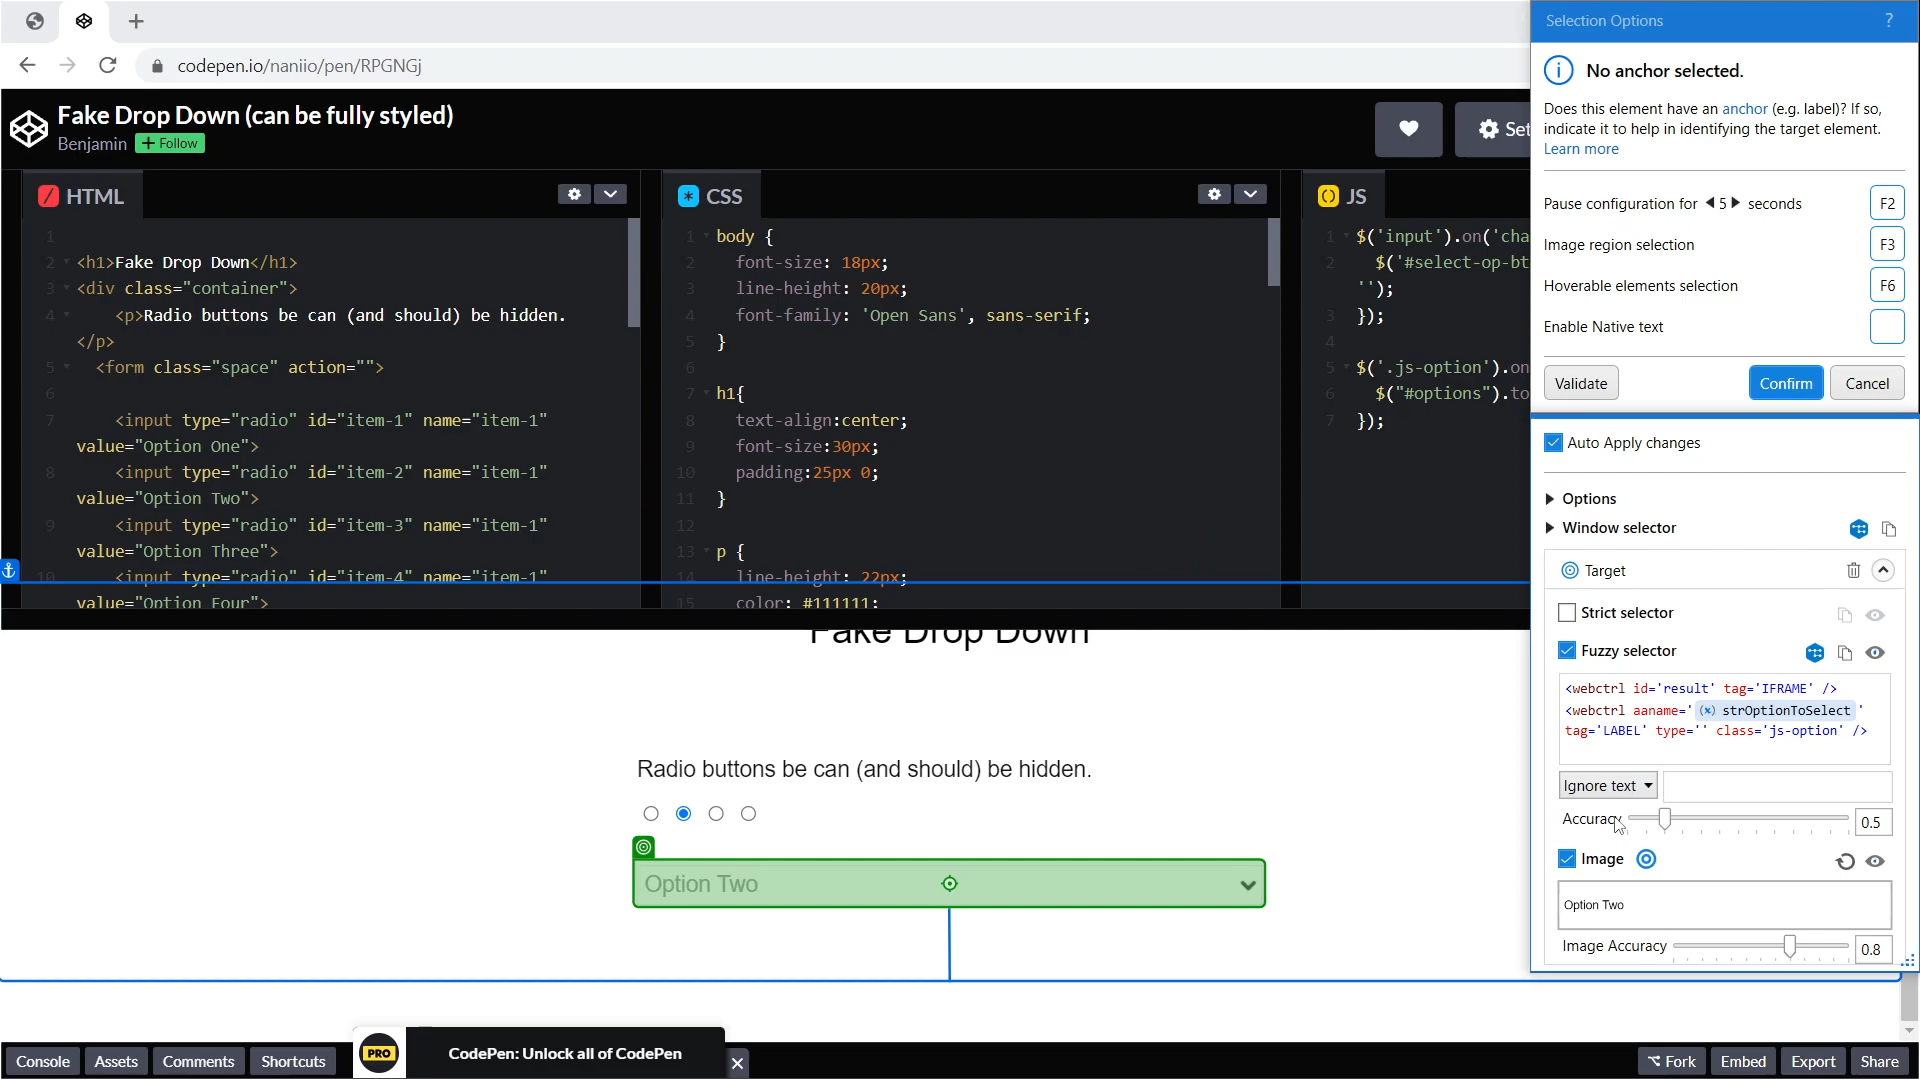 codepen.io/naniio/pen/RPGNGj
Fake Drop Down (can be fully styled)
Benjamin
+ Follow
Set
HTML
1
2 <h1>Fake Drop Down</h1>
3 <div class="container">
4 <p>Radio buttons be can (and should) be hidden.
</p>
5 <form class="space" action="">
6
7 <input type="radio" id="item-1" name="item-1"
value="Option One">
8 <input type="radio" id="item-2" name="item-1"
value="Option Two">
9 <input type="radio" id="item-3" name="item-1"
value="Option Three">
10 <input type="radio" id="item-4" name="item-1"
value="Option Four">
CSS
1 body {
2 font-size: 18px;
3 line-height: 20px;
4 font-family: 'Open Sans', sans-serif;
5 }
6
7 h1{
8 text-align:center;
9 font-size:30px;
10 padding:25px 0;
11 }
12
13 p {
14 line-height: 22px;
15 color: #111111;
JS
1 $('input').on('cha
2 $('#select-op-bt
'');
3 });
4
5 $('.js-option').on
6 $("#options").to
7 });
Fake Drop Down
Radio buttons be can (and should) be hidden.
Option Two
Console
Assets
Comments
Shortcuts
PRO
CodePen: Unlock all of CodePen
Fork
Embed
Export
Share
Selection Options
?
No anchor selected.
Does this element have an anchor (e.g. label)? If so,
indicate it to help in identifying the target element.
Learn more
Pause configuration for 5 seconds
F2
Image region selection
F3
Hoverable elements selection
F6
Enable Native text
Validate
Confirm
Cancel
Auto Apply changes
Options
Window selector
Target
Strict selector
Fuzzy selector
<webctrl id='result' tag='IFRAME' />
<webctrl aaname=' (x) strOptionToSelect '
tag='LABEL' type='' class='js-option' />
Ignore text
Accuracy
0.5
Image
Option Two
Image Accuracy
0.8